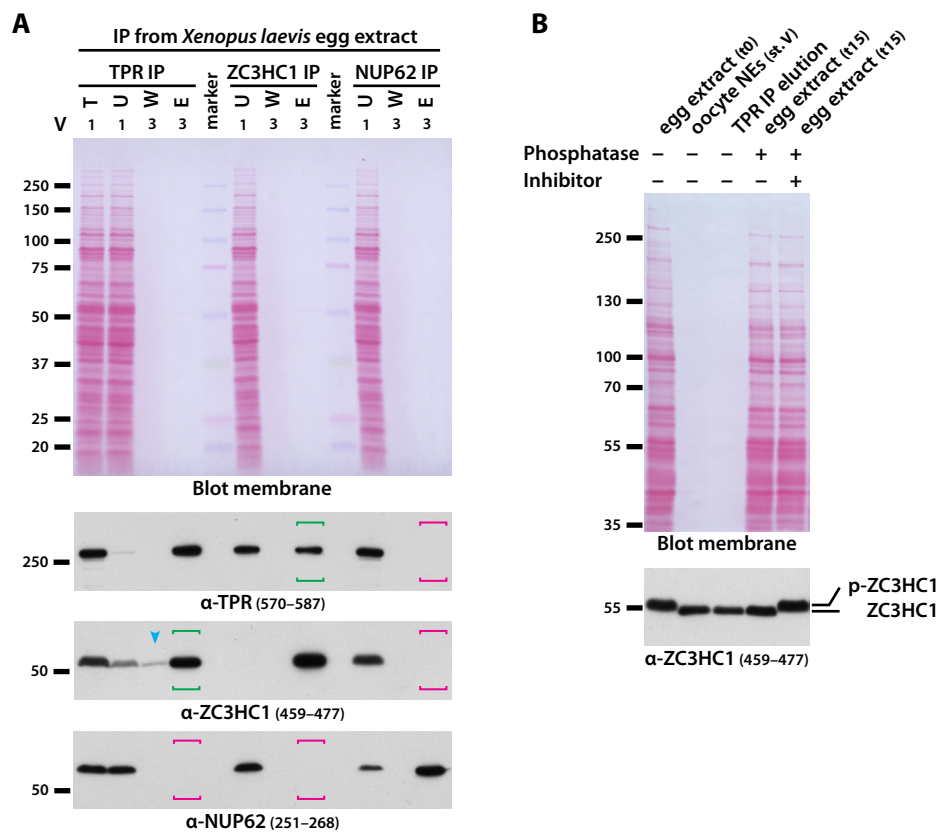 A
IP from Xenopus laevis egg extract
TPR IP ZC3HC1 IP NUP62 IP
T U W E marker U W E marker U W E
V 1 1 3 3 1 3 3 1 3 3
250
150
100
75
50
37
25
20
Blot membrane
250
α-TPR (570–587)
50
α-ZC3HC1 (459–477)
50
α-NUP62 (251–268)
B
egg extract (t0)
oocyte NEs (st. V)
TPR IP elution
egg extract (t15)
egg extract (t15)
Phosphatase – – – + +
Inhibitor – – – – +
250
130
100
70
55
35
Blot membrane
55
p-ZC3HC1
ZC3HC1
α-ZC3HC1 (459–477)